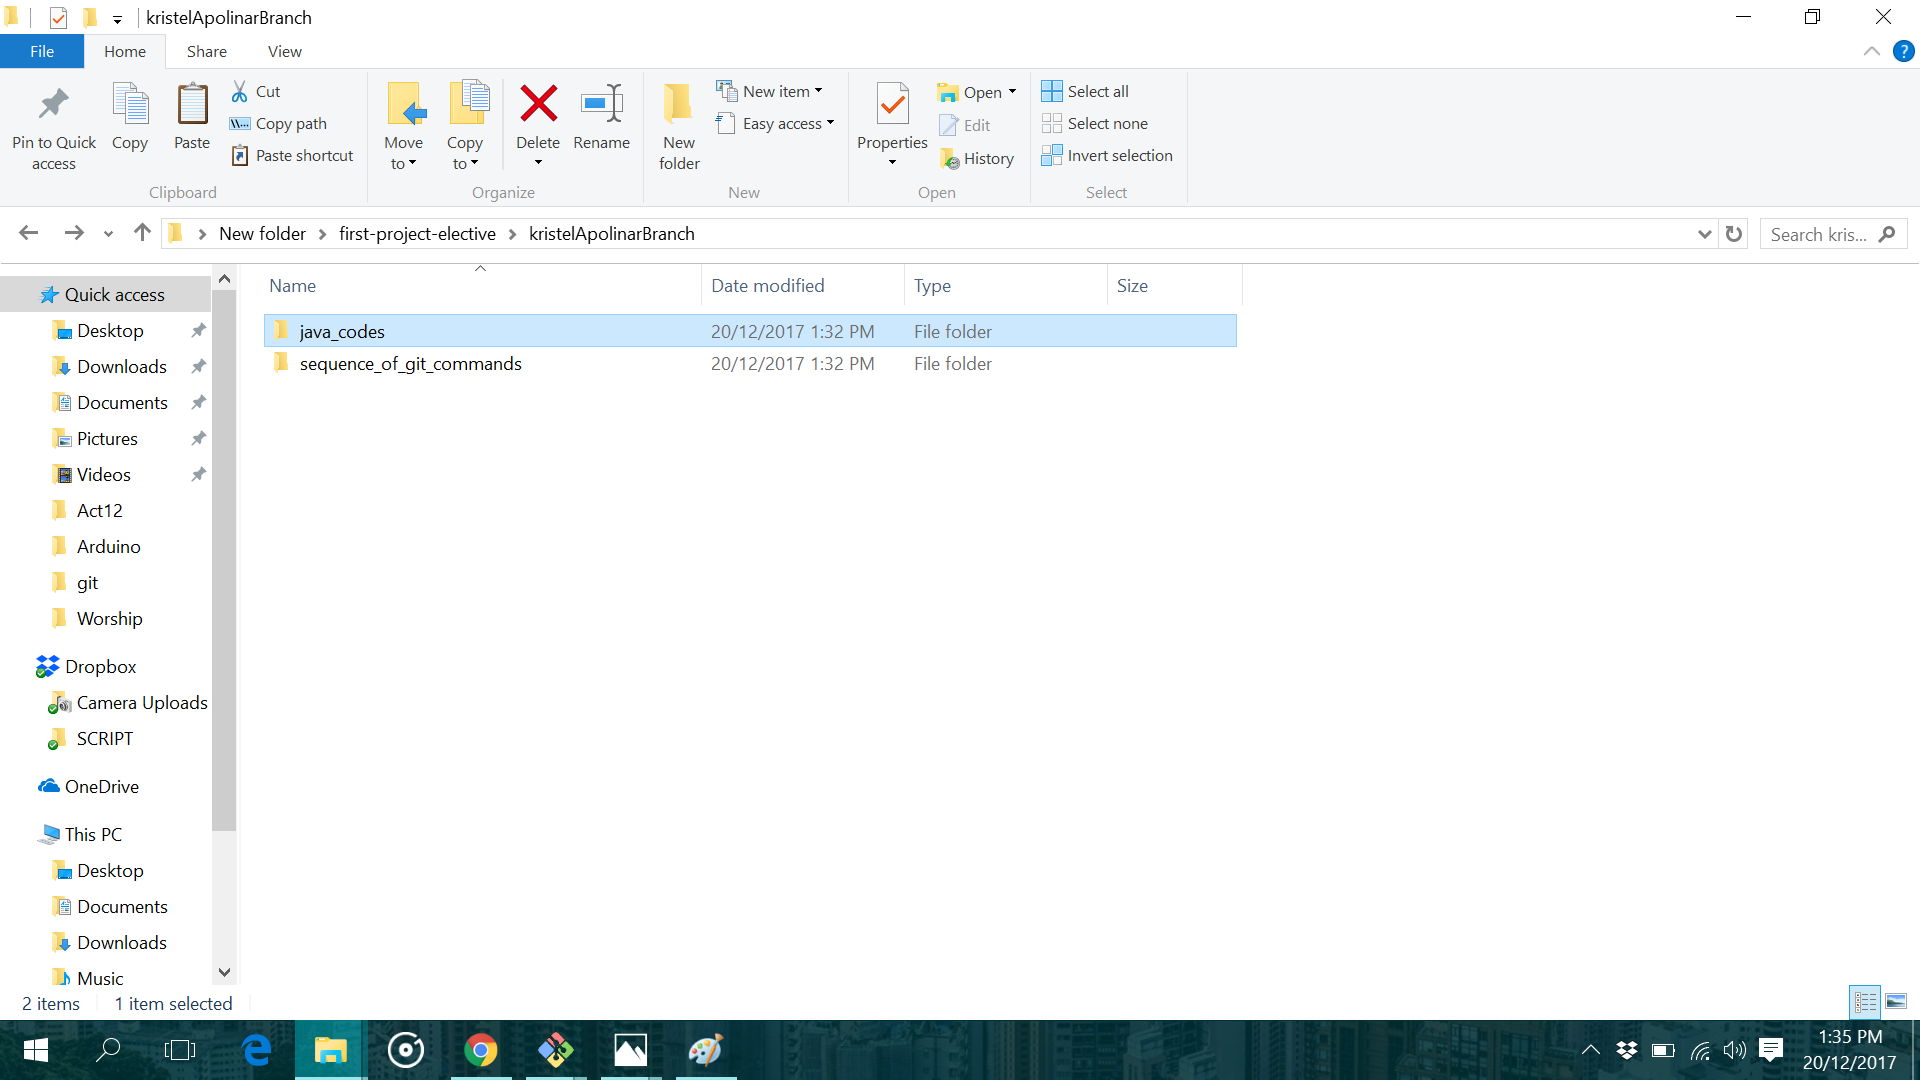 kristelApolinarBranch
File Home Share View
Pin to Quick access
Copy
Paste
Cut
Copy path
Paste shortcut
Clipboard
Move to
Copy to
Delete
Rename
Organize
New folder
New item
Easy access
New
Properties
Open
Edit
History
Open
Select all
Select none
Invert selection
Select
New folder > first-project-elective > kristelApolinarBranch
Search kris...
Name Date modified Type Size
java_codes 20/12/2017 1:32 PM File folder
sequence_of_git_commands 20/12/2017 1:32 PM File folder
Quick access
Desktop
Downloads
Documents
Pictures
Videos
Act12
Arduino
git
Worship
Dropbox
Camera Uploads
SCRIPT
OneDrive
This PC
Desktop
Documents
Downloads
Music
2 items 1 item selected
1:35 PM
20/12/2017